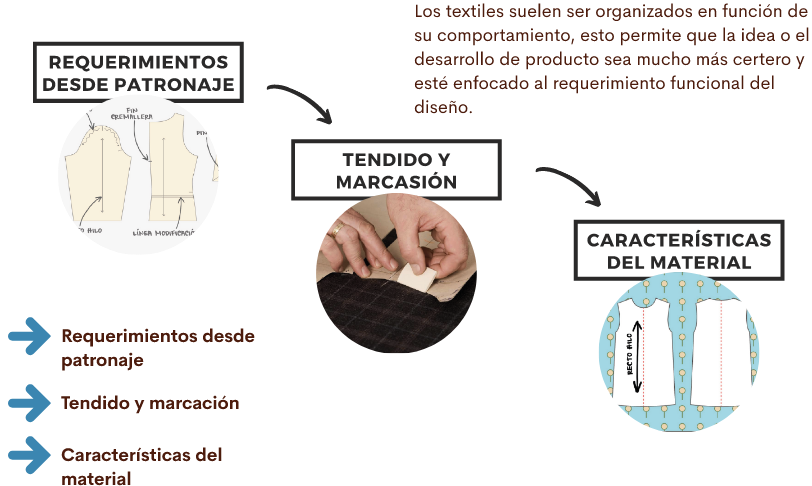 Los textiles suelen ser organizados en función de
su comportamiento, esto permite que la idea o el
desarrollo de producto sea mucho más certero y
esté enfocado al requerimiento funcional del
diseño.
REQUERIMIENTOS
DESDE PATRONAJE
FIN
CREMALLERA
PIN
CTO HILO
LÍNEA MODIFICACIÓ
TENDIDO Y
MARCASIÓN
CARACTERÍSTICAS
DEL MATERIAL
RECTO HILO
Requerimientos desde
patronaje
Tendido y marcación
Características del
material